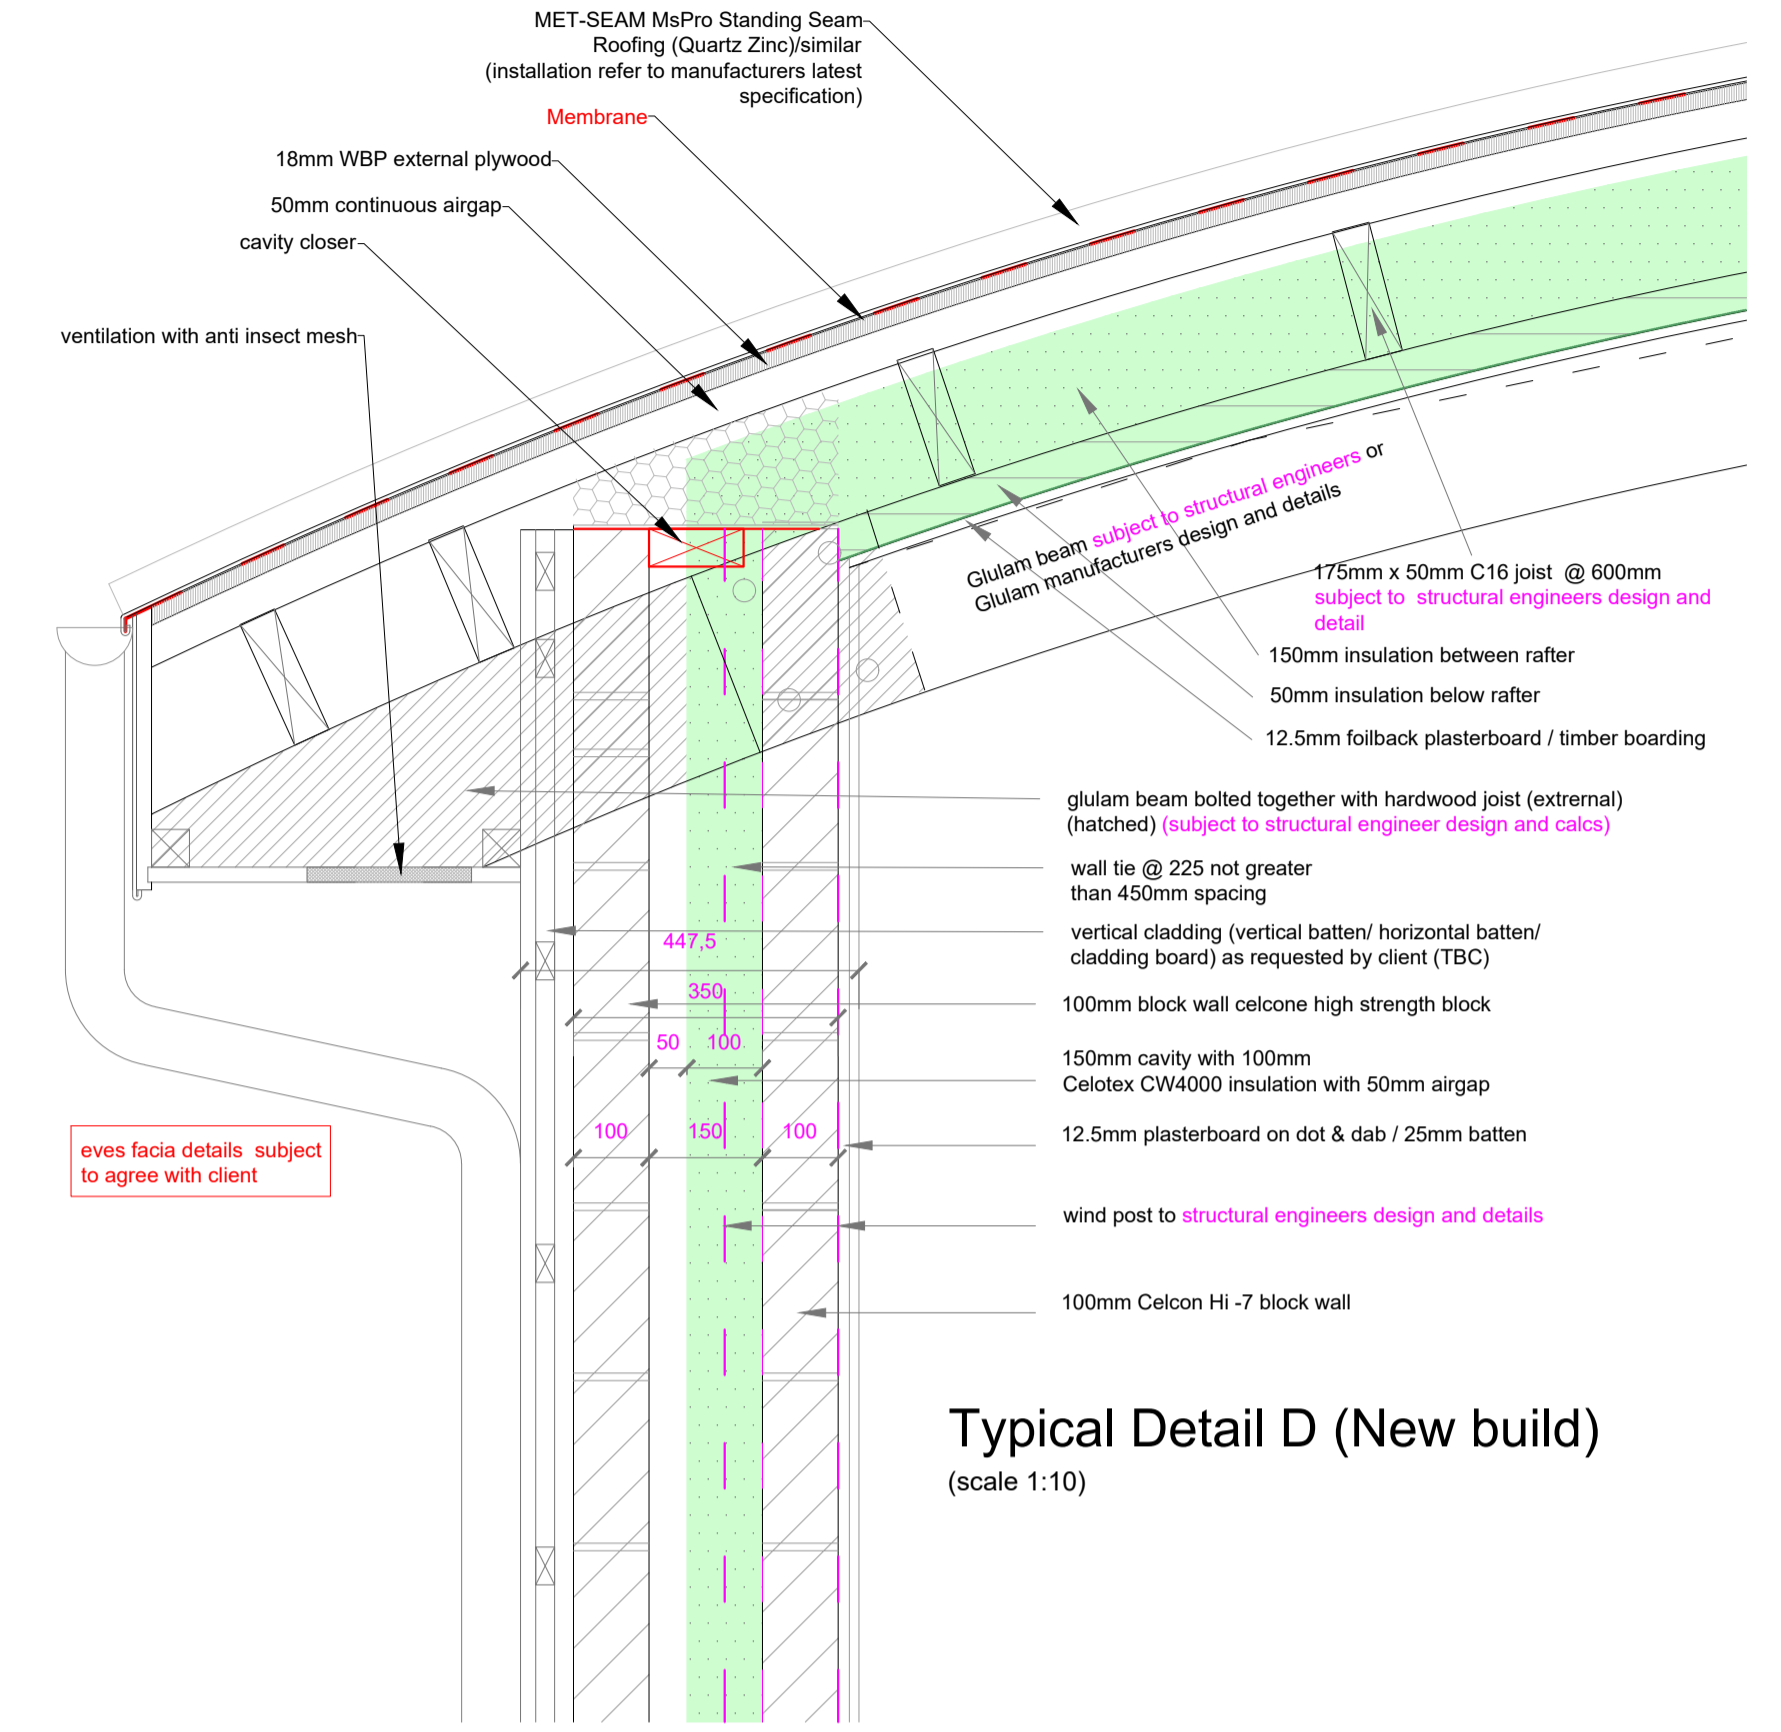 MET-SEAM MsPro Standing Seam
Roofing (Quartz Zinc)/similar
(installation refer to manufacturers latest
specification)
Membrane
18mm WBP external plywood
50mm continuous airgap
cavity closer
ventilation with anti insect mesh
Glulam beam subject to structural engineers or
Glulam manufacturers design and details
175mm x 50mm C16 joist @ 600mm
subject to structural engineers design and
detail
150mm insulation between rafter
50mm insulation below rafter
12.5mm foilback plasterboard / timber boarding
glulam beam bolted together with hardwood joist (extrernal)
(hatched) (subject to structural engineer design and calcs)
wall tie @ 225 not greater
than 450mm spacing
vertical cladding (vertical batten/ horizontal batten/
cladding board) as requested by client (TBC)
447,5
350
100mm block wall celcone high strength block
50 100
150mm cavity with 100mm
Celotex CW4000 insulation with 50mm airgap
100 150 100
12.5mm plasterboard on dot & dab / 25mm batten
eves facia details subject
to agree with client
wind post to structural engineers design and details
100mm Celcon Hi -7 block wall
Typical Detail D (New build)
(scale 1:10)